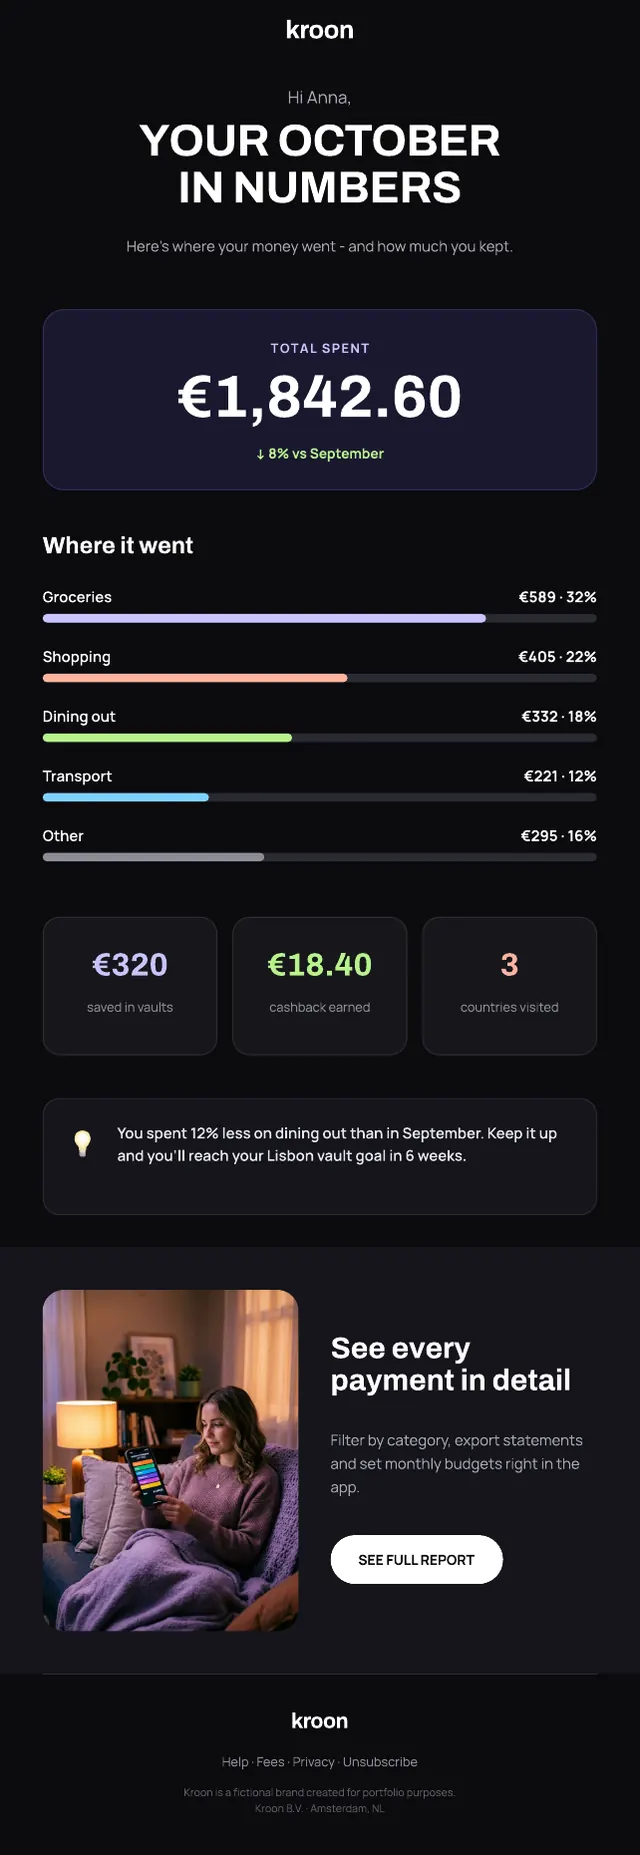 kroon
Hi Anna,
YOUR OCTOBER
IN NUMBERS
Here's where your money went - and how much you kept.
TOTAL SPENT
€1,842.60
↓ 8% vs September
Where it went
Groceries €589 · 32%
Shopping €405 · 22%
Dining out €332 · 18%
Transport €221 · 12%
Other €295 · 16%
€320 €18.40 3
saved in vaults cashback earned countries visited
You spent 12% less on dining out than in September. Keep it up
and you'll reach your Lisbon vault goal in 6 weeks.
See every
payment in detail
Filter by category, export statements
and set monthly budgets right in the
app.
SEE FULL REPORT
kroon
Help · Fees · Privacy · Unsubscribe
Kroon is a fictional brand created for portfolio purposes.
Kroon B.V. · Amsterdam, NL